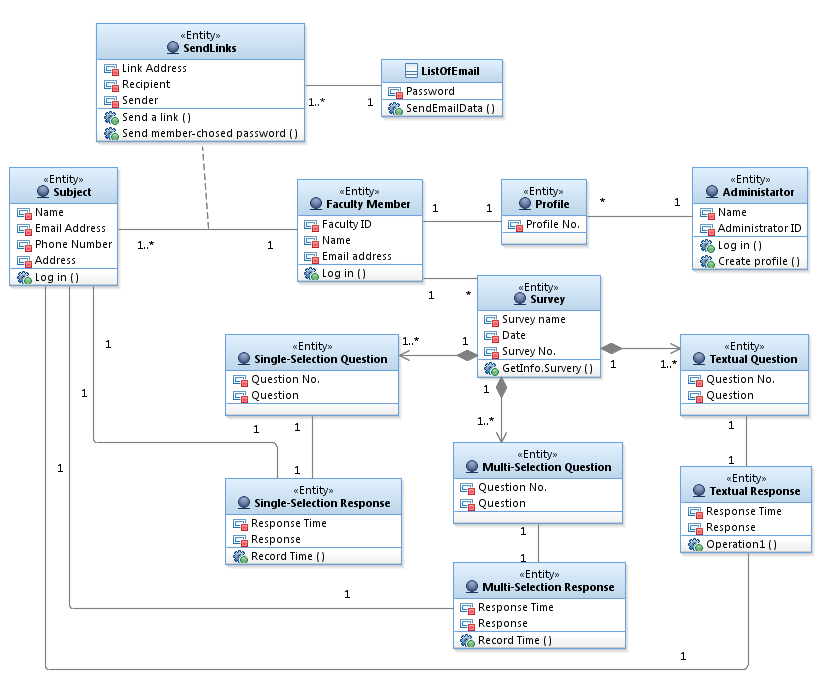 «Entity»
SendLinks
Link Address
Recipient
Sender
Send a link ( )
Send member-chosed password ( )
1..*
1
ListOfEmail
Password
SendEmailData ( )
«Entity»
Subject
Name
Email Address
Phone Number
Address
Log in ( )
1..*
1
«Entity»
Faculty Member
Faculty ID
Name
Email address
Log in ( )
1
1
«Entity»
Profile
Profile No.
*
1
«Entity»
Administartor
Name
Administrator ID
Log in ( )
Create profile ( )
1
*
«Entity»
Survey
Survey name
Date
Survey No.
GetInfo.Survery ( )
1..*
1
«Entity»
Single-Selection Question
Question No.
Question
1
1..*
«Entity»
Textual Question
Question No.
Question
1
1..*
«Entity»
Multi-Selection Question
Question No.
Question
1
1
1
1
«Entity»
Single-Selection Response
Response Time
Response
Record Time ( )
1
1
«Entity»
Textual Response
Response Time
Response
Operation1 ( )
1
1
1
1
«Entity»
Multi-Selection Response
Response Time
Response
Record Time ( )
1
1